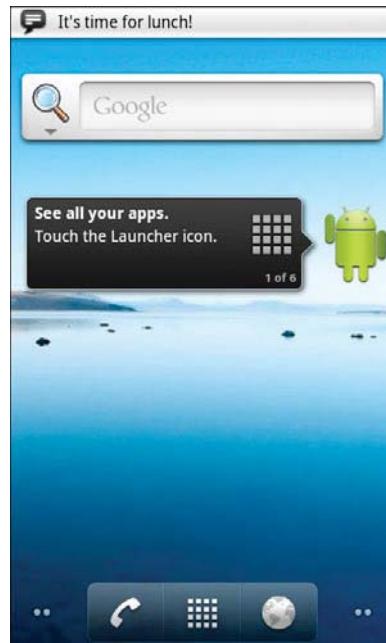 It's time for lunch!
Google
See all your apps.
Touch the Launcher icon.
1 of 6